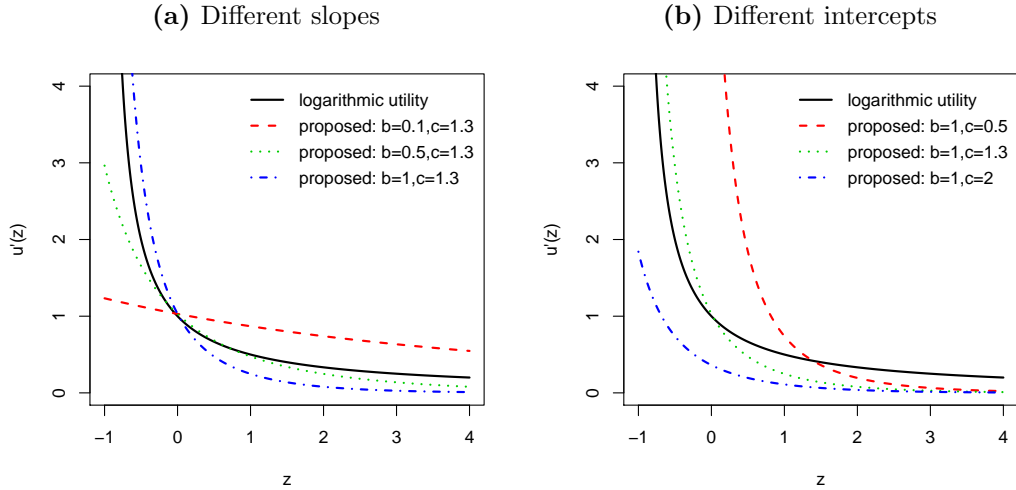 (a) Different slopes
4
3
2
1
0
u'(z)
logarithmic utility
proposed: b=0.1,c=1.3
proposed: b=0.5,c=1.3
proposed: b=1,c=1.3
−1 0 1 2 3 4
z
(b) Different intercepts
4
3
2
1
0
u'(z)
logarithmic utility
proposed: b=1,c=0.5
proposed: b=1,c=1.3
proposed: b=1,c=2
−1 0 1 2 3 4
z